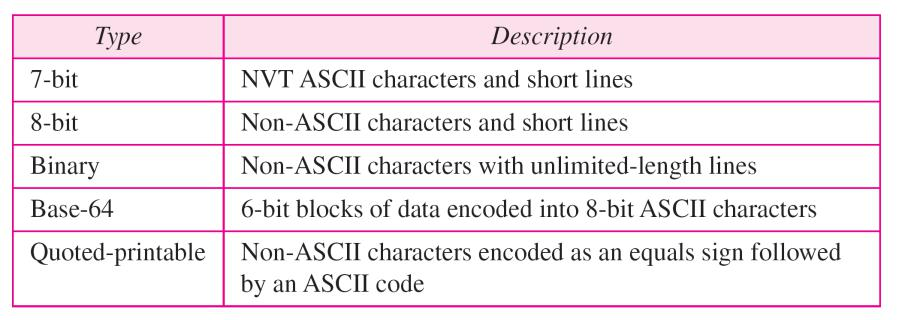 Type Description
7-bit NVT ASCII characters and short lines
8-bit Non-ASCII characters and short lines
Binary Non-ASCII characters with unlimited-length lines
Base-64 6-bit blocks of data encoded into 8-bit ASCII characters
Quoted-printable Non-ASCII characters encoded as an equals sign followed
by an ASCII code